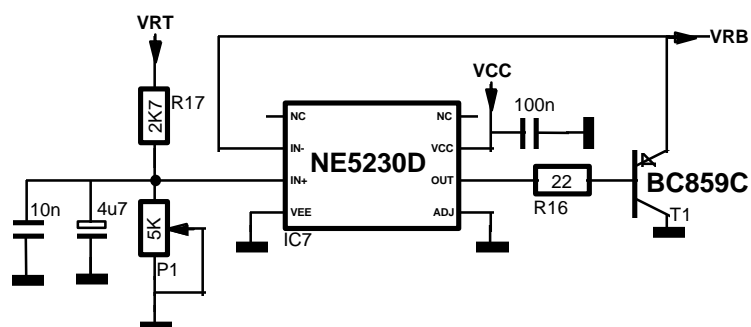 VRT
VRB
VCC
R17
2K7
100n
NC
NC
IN-
VCC
NE5230D
IN+
OUT
22
BC859C
10n
4u7
5K
VEE
ADJ
R16
T1
IC7
P1